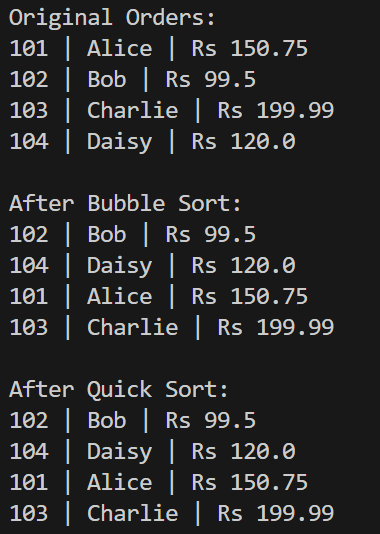 Original Orders:
101 | Alice | Rs 150.75
102 | Bob | Rs 99.5
103 | Charlie | Rs 199.99
104 | Daisy | Rs 120.0
After Bubble Sort:
102 | Bob | Rs 99.5
104 | Daisy | Rs 120.0
101 | Alice | Rs 150.75
103 | Charlie | Rs 199.99
After Quick Sort:
102 | Bob | Rs 99.5
104 | Daisy | Rs 120.0
101 | Alice | Rs 150.75
103 | Charlie | Rs 199.99